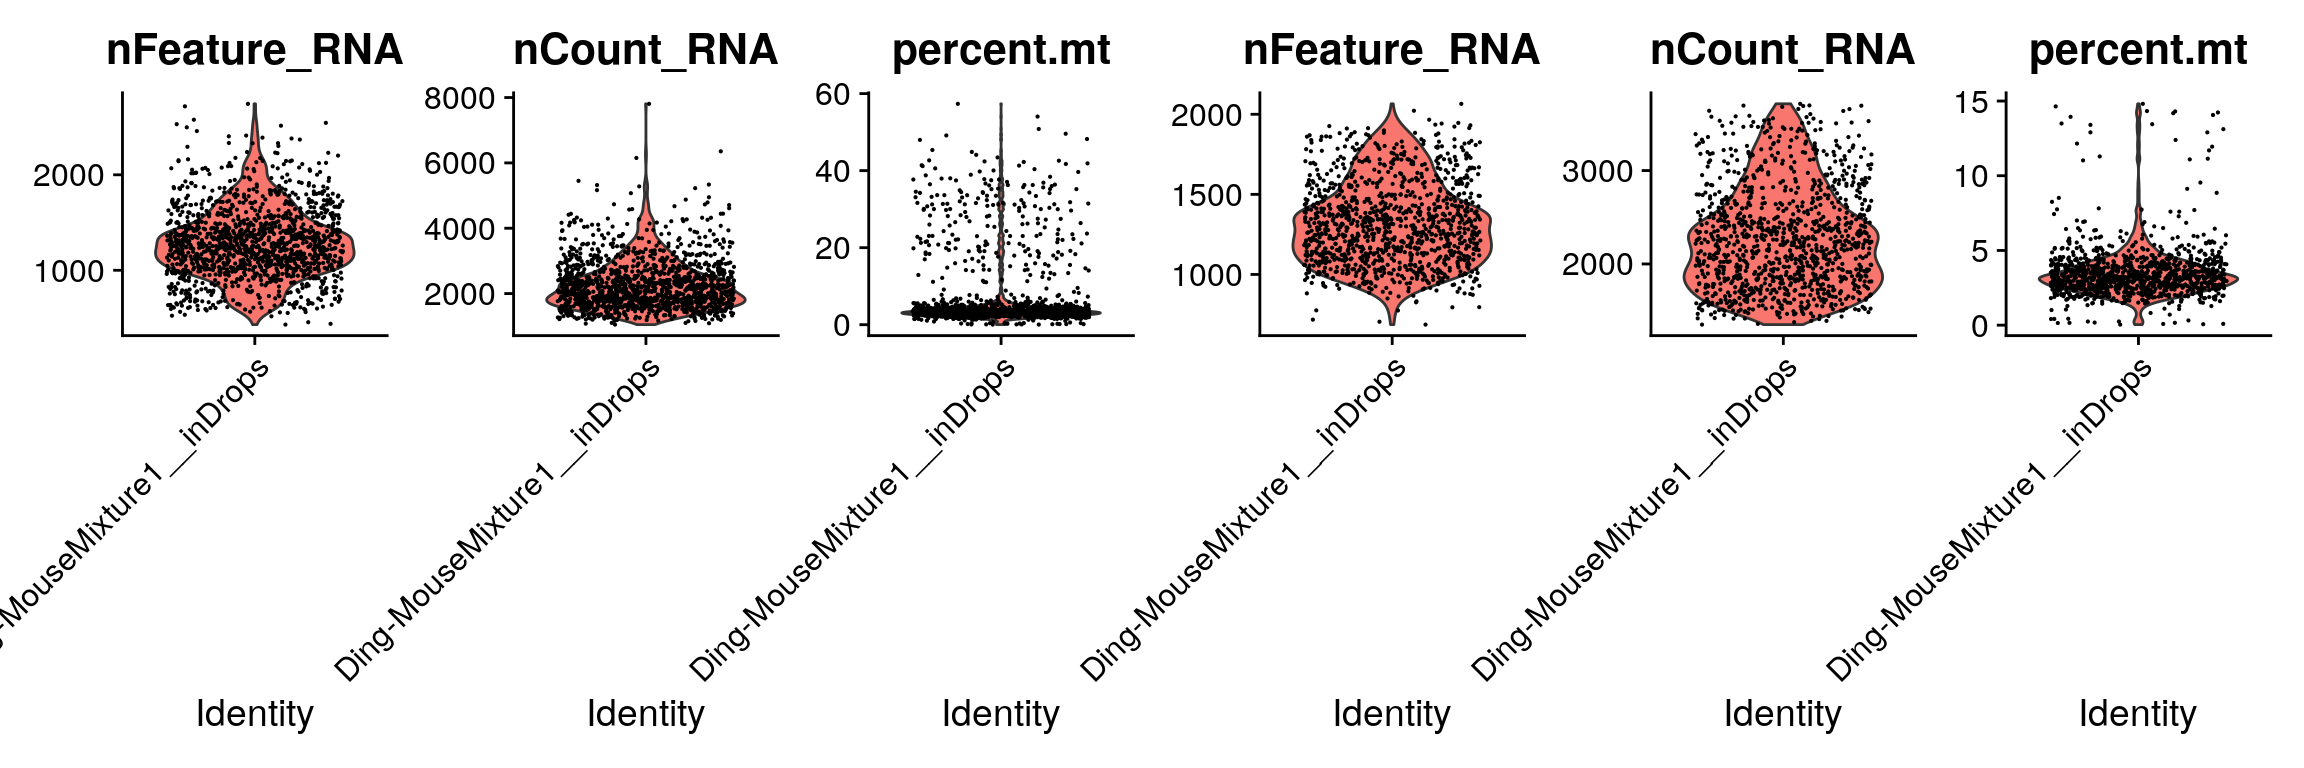 nFeature_RNA
2000
1000
-MouseMixture1__inDrops
Identity
nCount_RNA
8000
6000
4000
2000
Ding-MouseMixture1__inDrops
Identity
percent.mt
60
40
20
0
Ding-MouseMixture1__inDrops
Identity
nFeature_RNA
2000
1500
1000
Ding-MouseMixture1__inDrops
Identity
nCount_RNA
3000
2000
Ding-MouseMixture1__inDrops
Identity
percent.mt
15
10
5
0
Ding-MouseMixture1__inDrops
Identity